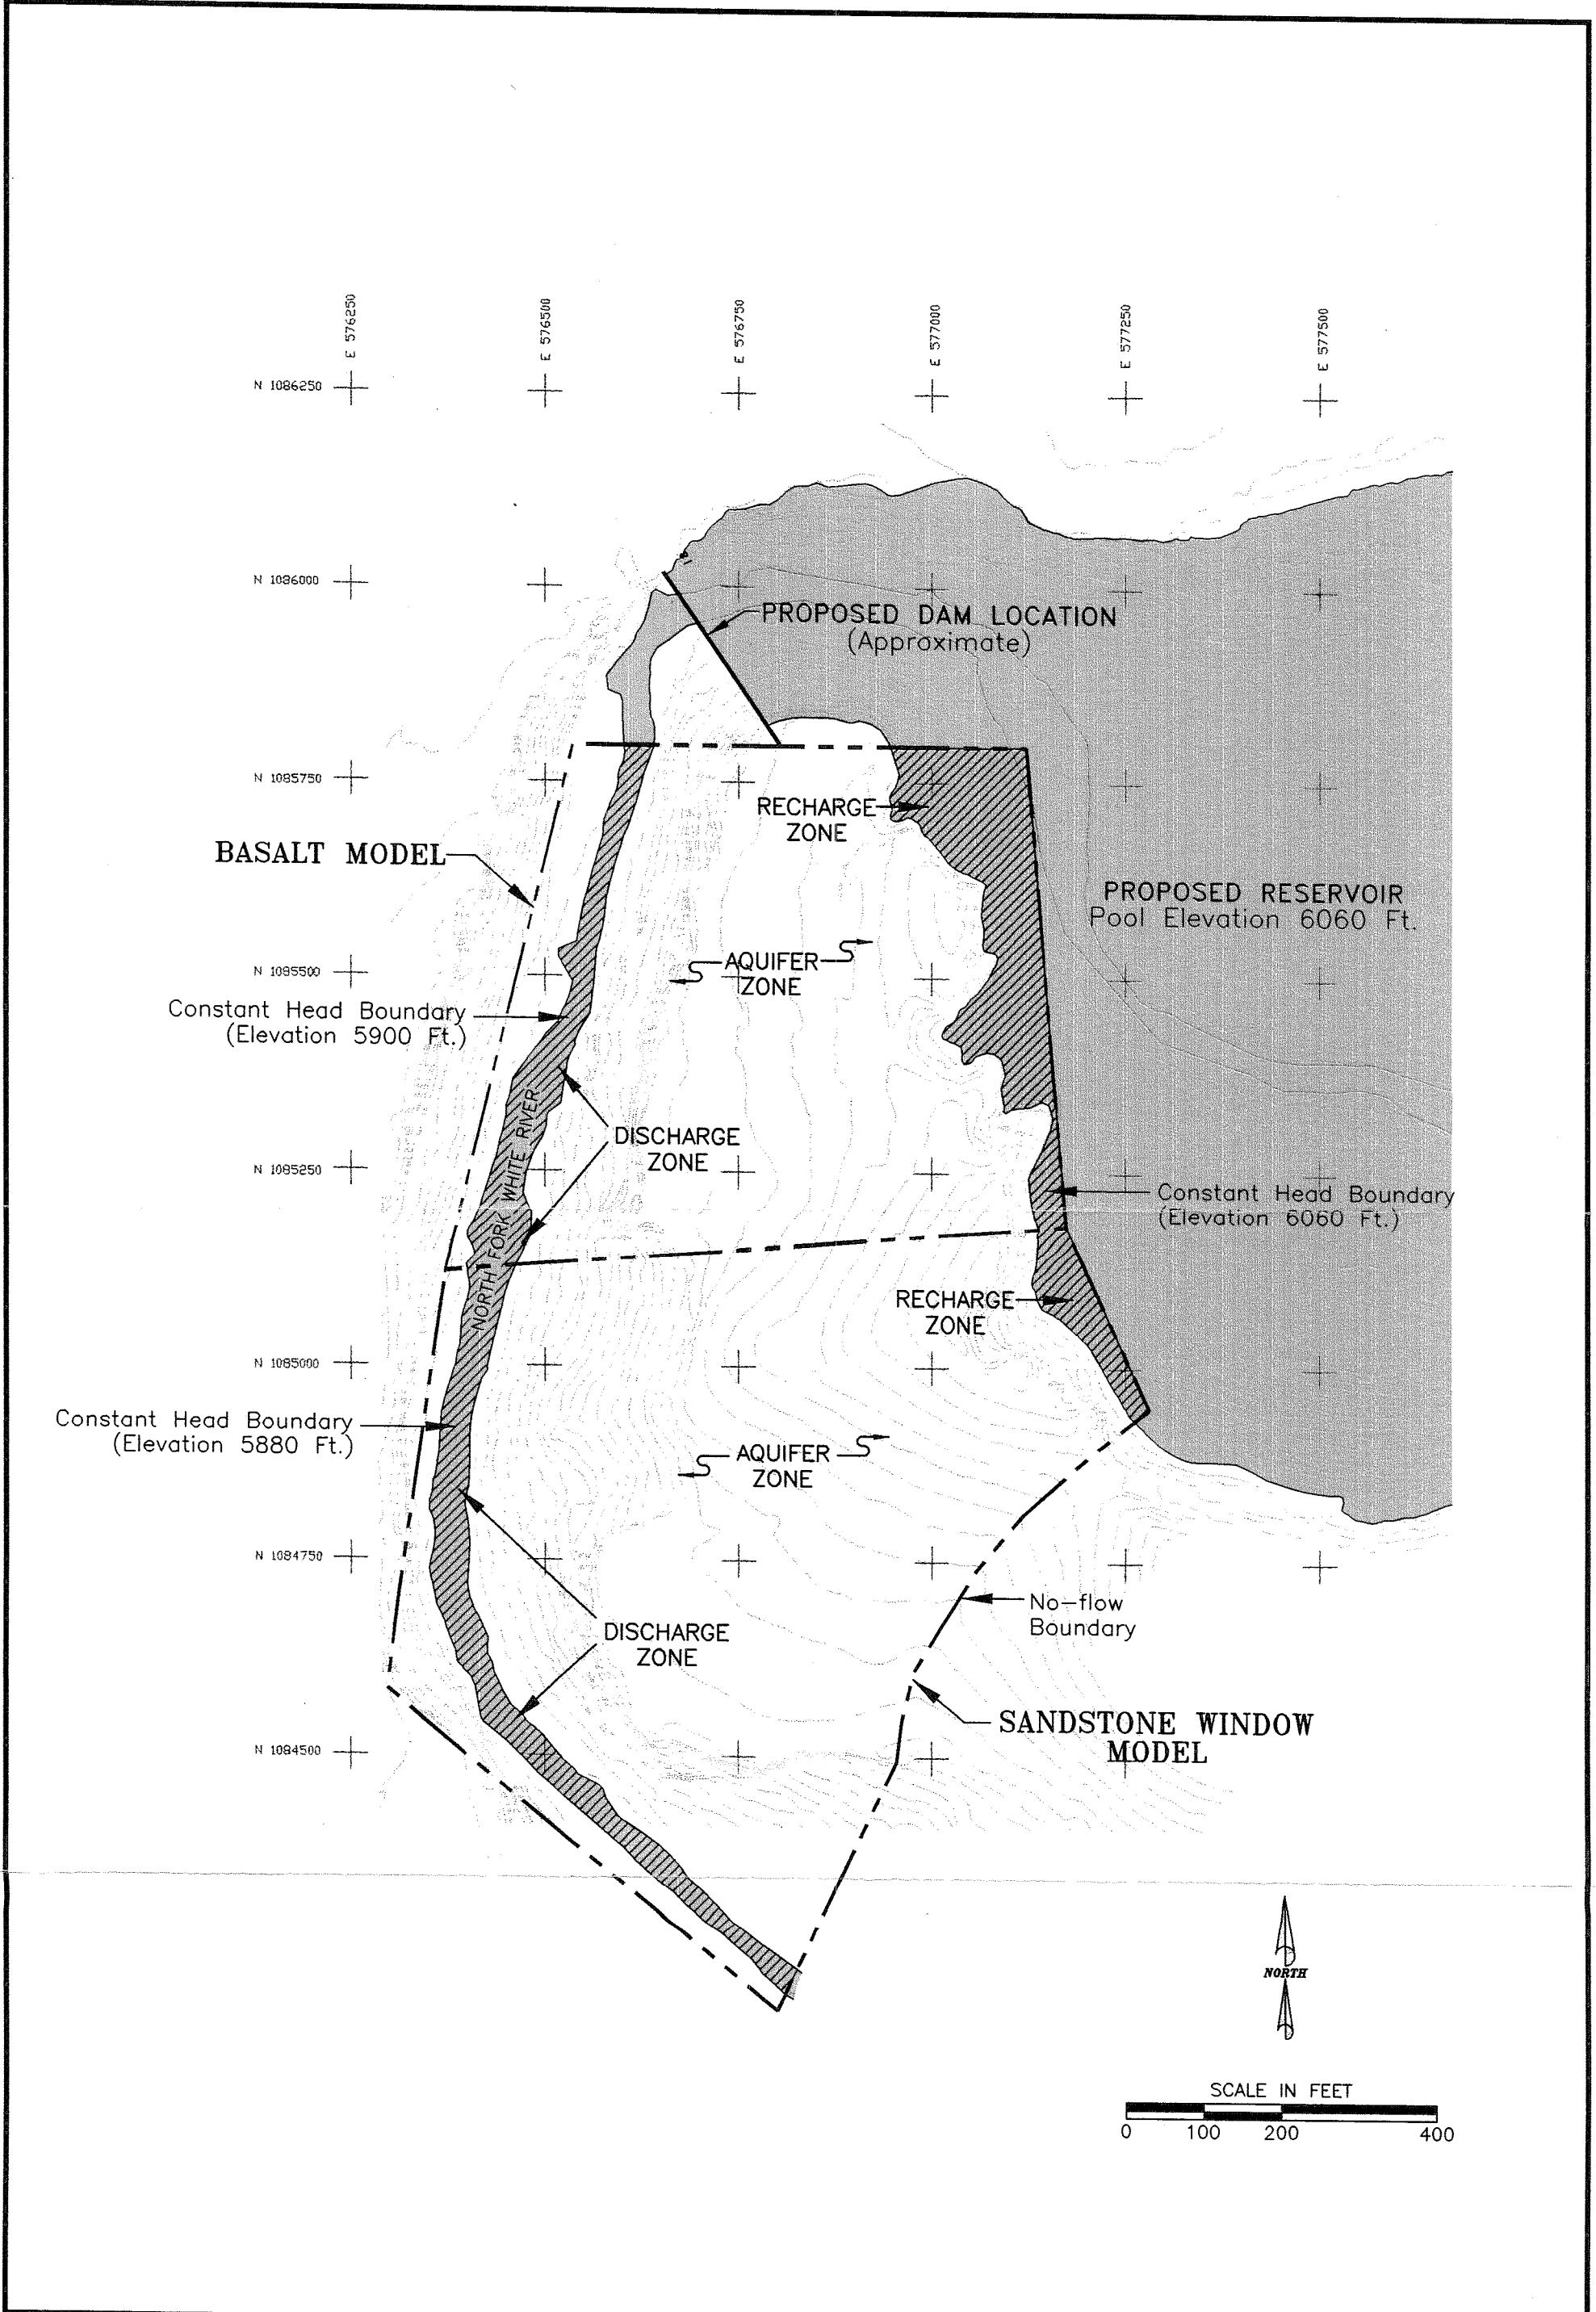 E 576250
E 576500
E 576750
E 577000
E 577250
E 577500
N 1086250
N 1086000
PROPOSED DAM LOCATION
(Approximate)
N 1085750
RECHARGE
ZONE
BASALT MODEL
PROPOSED RESERVOIR
Pool Elevation 6060 Ft.
AQUIFER
ZONE
N 1085500
Constant Head Boundary
(Elevation 5900 Ft.)
NORTH FORK WHITE RIVER
DISCHARGE
ZONE
N 1085250
Constant Head Boundary
(Elevation 6060 Ft.)
RECHARGE
ZONE
N 1085000
Constant Head Boundary
(Elevation 5880 Ft.)
AQUIFER
ZONE
N 1084750
No-flow
Boundary
DISCHARGE
ZONE
SANDSTONE WINDOW
MODEL
N 1084500
NORTH
SCALE IN FEET
0 100 200 400